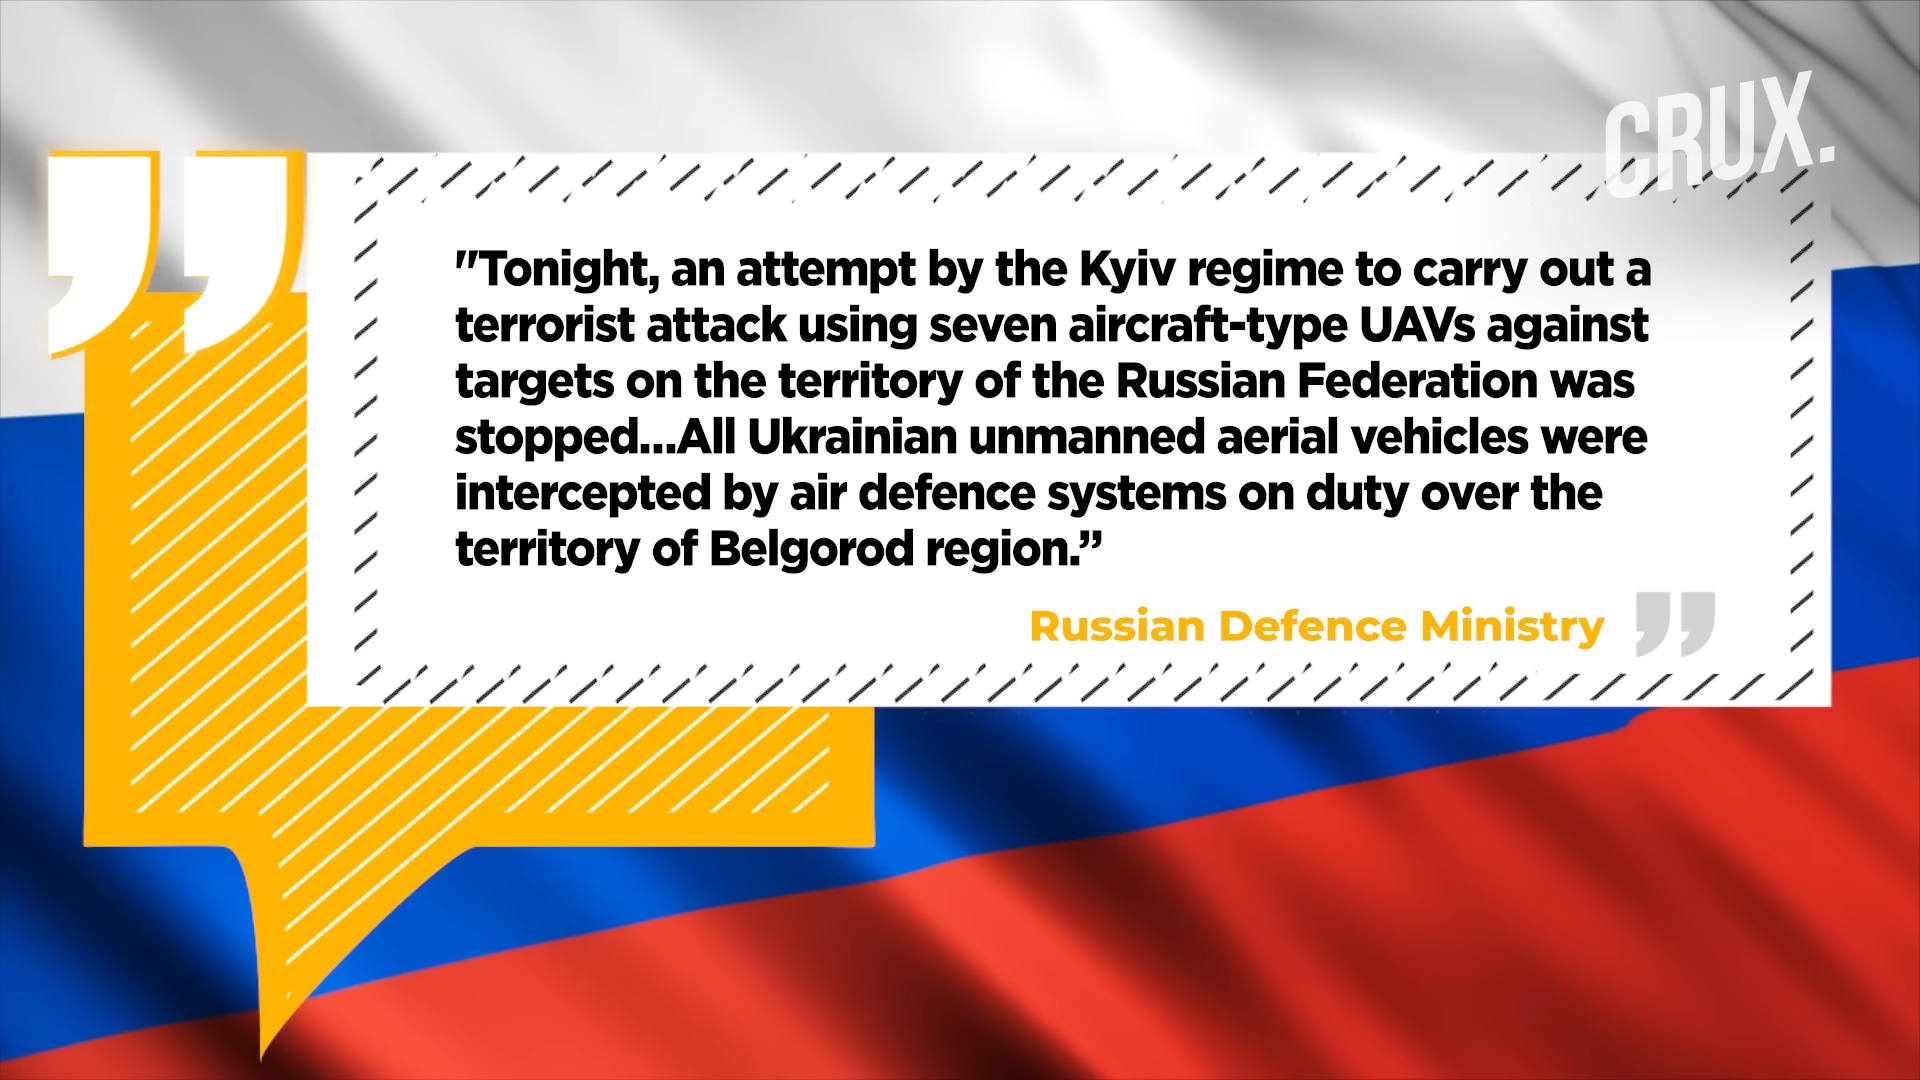 CRUX.
"Tonight, an attempt by the Kyiv regime to carry out a
terrorist attack using seven aircraft-type UAVs against
targets on the territory of the Russian Federation was
stopped...All Ukrainian unmanned aerial vehicles were
intercepted by air defence systems on duty over the
territory of Belgorod region.”
Russian Defence Ministry